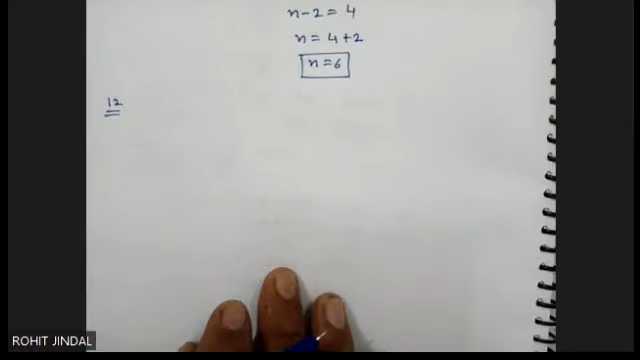 n - 2 = 4
n = 4 + 2
n = 6
12
ROHIT JINDAL